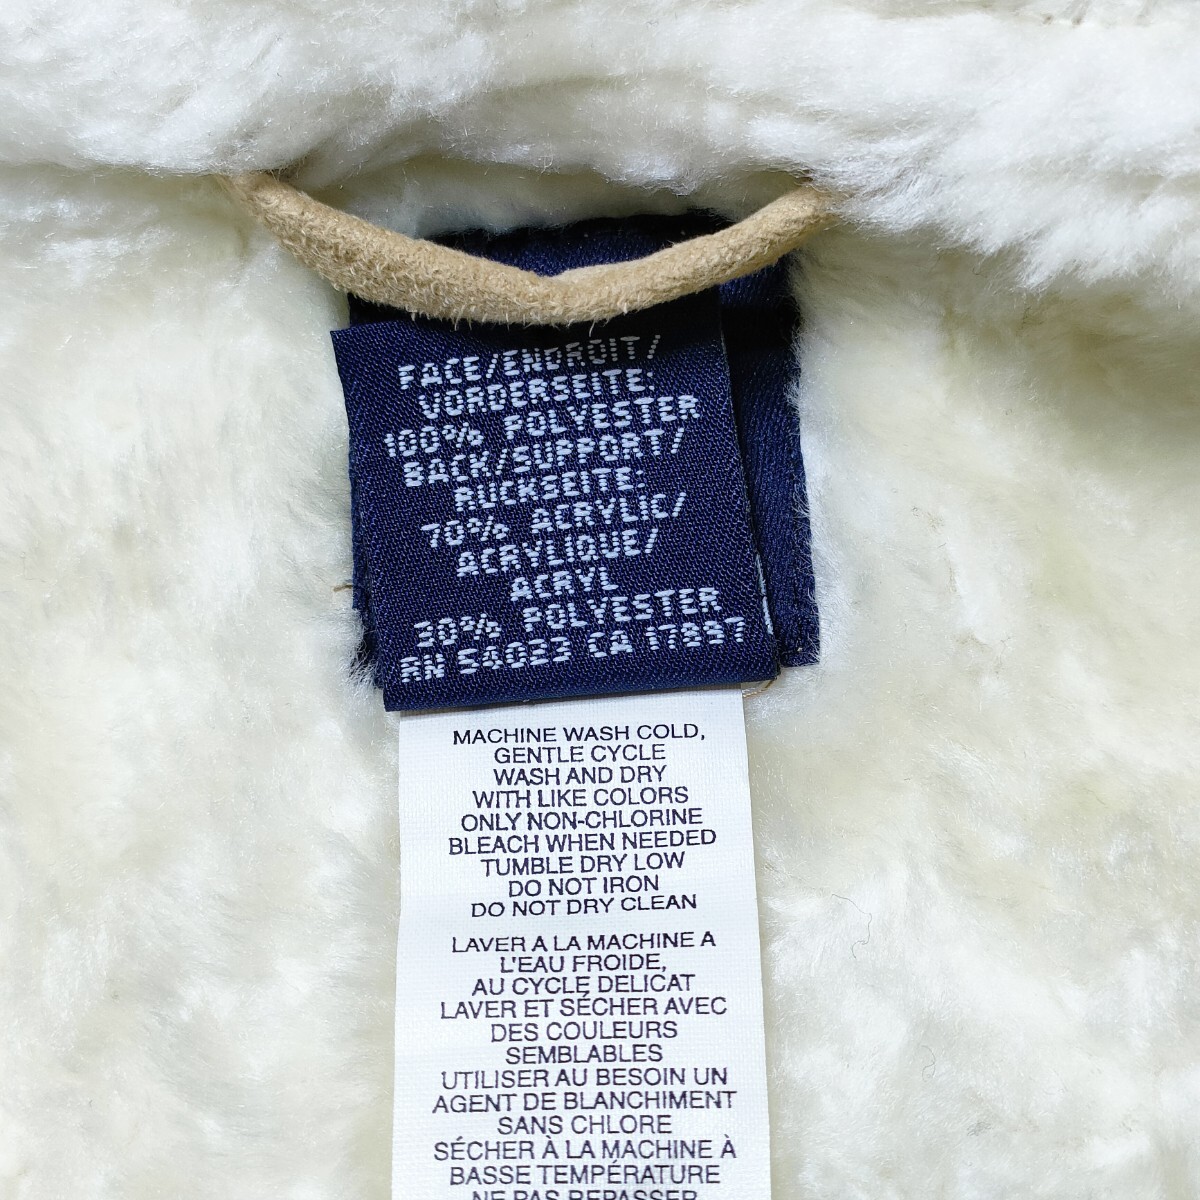 FACE/ENDROIT/
VORDERSEITE:
100% POLYESTER
BACK/SUPPORT/
RUCKSEITE:
70% ACRYLIC/
ACRYLIQUE/
ACRYL
30% POLYESTER
RN 54023 CA 17897
MACHINE WASH COLD,
GENTLE CYCLE
WASH AND DRY
WITH LIKE COLORS
ONLY NON-CHLORINE
BLEACH WHEN NEEDED
TUMBLE DRY LOW
DO NOT IRON
DO NOT DRY CLEAN
LAVER A LA MACHINE A
L'EAU FROIDE,
AU CYCLE DELICAT
LAVER ET SÉCHER AVEC
DES COULEURS
SEMBLABLES
UTILISER AU BESOIN UN
AGENT DE BLANCHIMENT
SANS CHLORE
SÉCHER À LA MACHINE À
BASSE TEMPÉRATURE
NE PAS REPASSER